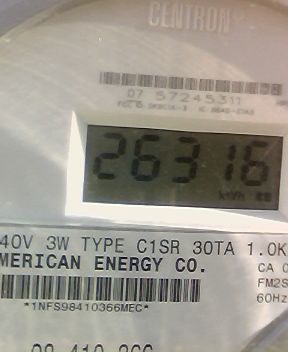 CENTRON
07 57245311
26316
kWh
40V 3W TYPE C1SR 30TA 1.0K
MERICAN ENERGY CO.
CA 0
FM2S
60Hz
*1NFS98410366MEC*